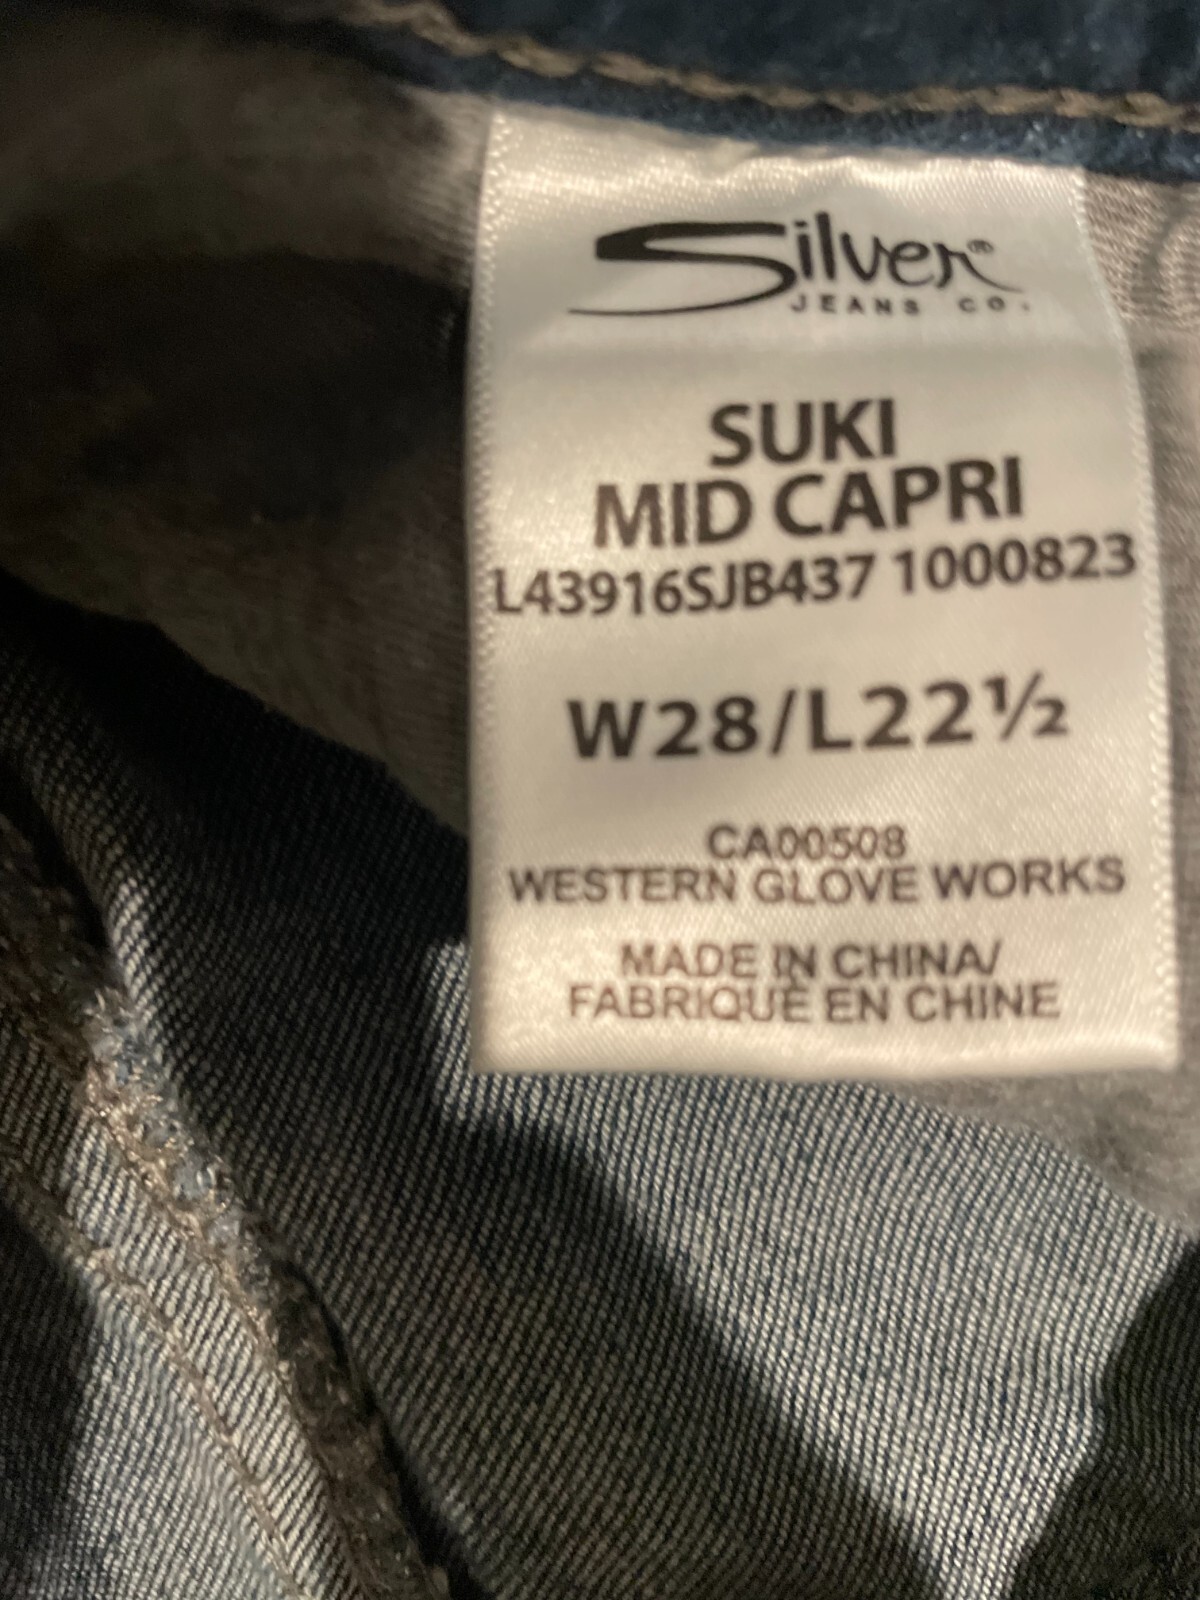 Silver®
JEANS CO.
SUKI
MID CAPRI
L43916SJB437 1000823
W28/L22½
CA00508
WESTERN GLOVE WORKS
MADE IN CHINA/
FABRIQUÉ EN CHINE